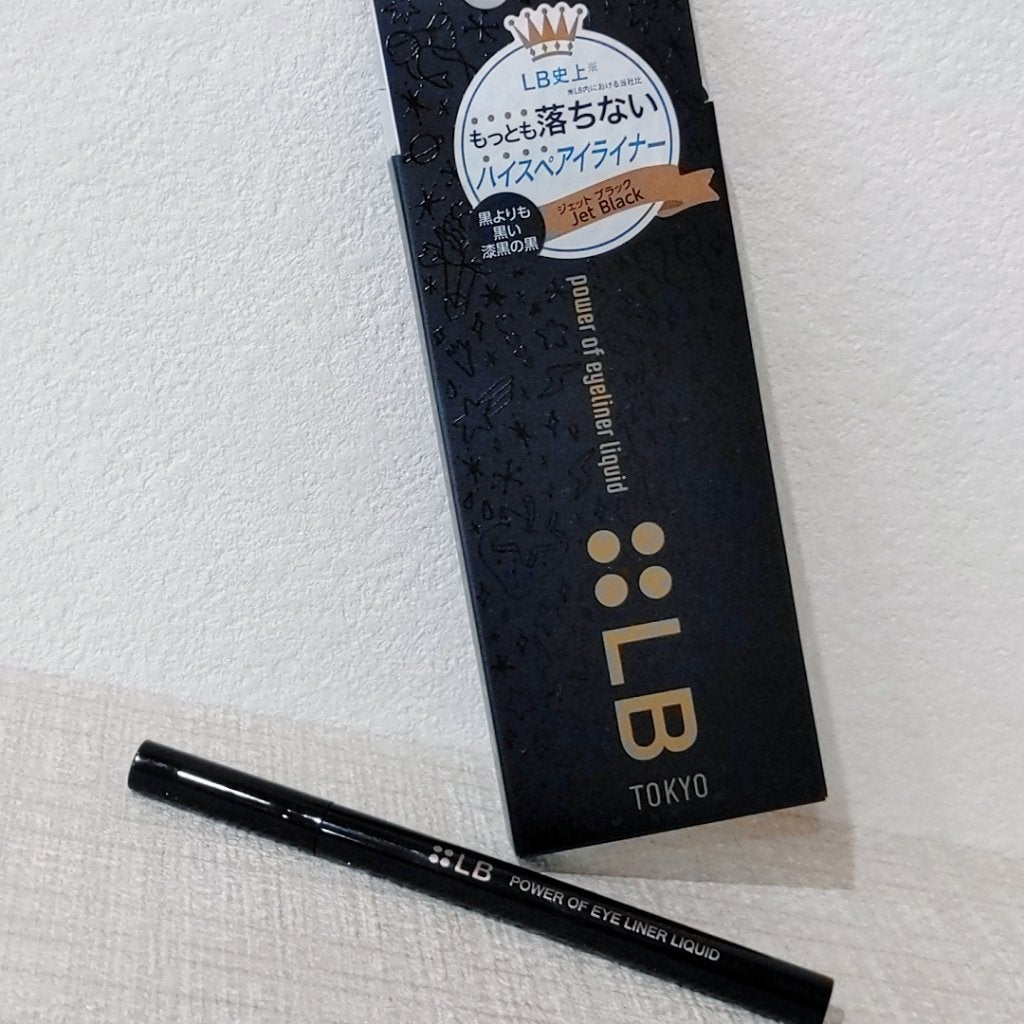 LB史上※
※LB内における当社比
もっとも落ちない
ハイスペアイライナー
ジェット ブラック
Jet Black
黒よりも
黒い
漆黒の黒
power of eyeliner liquid
LB
TOKYO
LB POWER OF EYE LINER LIQUID